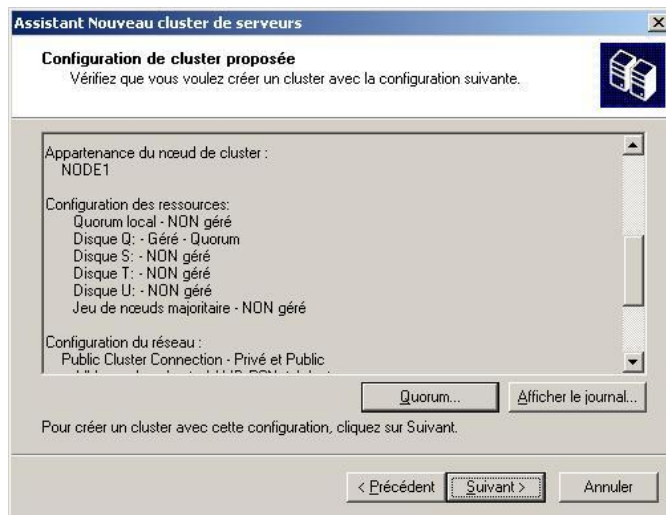 Assistant Nouveau cluster de serveurs
Configuration de cluster proposée
Vérifiez que vous voulez créer un cluster avec la configuration suivante.
Appartenance du nœud de cluster :
NODE1
Configuration des ressources:
Quorum local - NON géré
Disque Q: - Géré - Quorum
Disque S: - NON géré
Disque T: - NON géré
Disque U: - NON géré
Jeu de nœuds majoritaire - NON géré
Configuration du réseau :
Public Cluster Connection - Privé et Public
Quorum...
Afficher le journal...
Pour créer un cluster avec cette configuration, cliquez sur Suivant.
< Précédent
Suivant >
Annuler